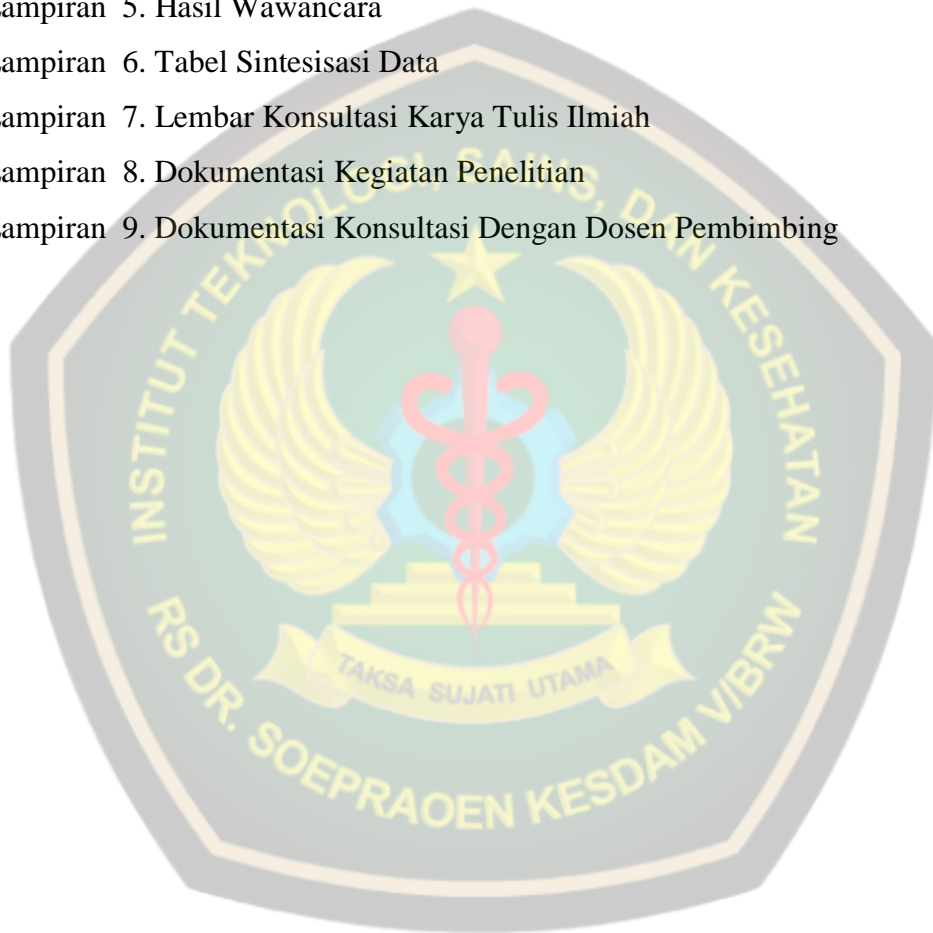 ampiran 5. Hasil Wawancara
ampiran 6. Tabel Sintesisasi Data
ampiran 7. Lembar Konsultasi Karya Tulis Ilmiah
ampiran 8. Dokumentasi Kegiatan Penelitian
ampiran 9. Dokumentasi Konsultasi Dengan Dosen Pembimbing
INSTITUT TEKNOLOGI, SAINS, DAN KESEHATAN
TAKSA SUJATI UTAMA
RS DR. SOEPRAOEN KESDAM V/BRW